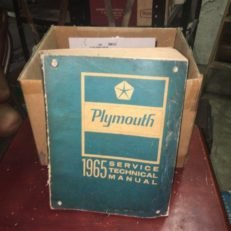 Plymouth
1965 SERVICE
TECHNICAL
MANUAL